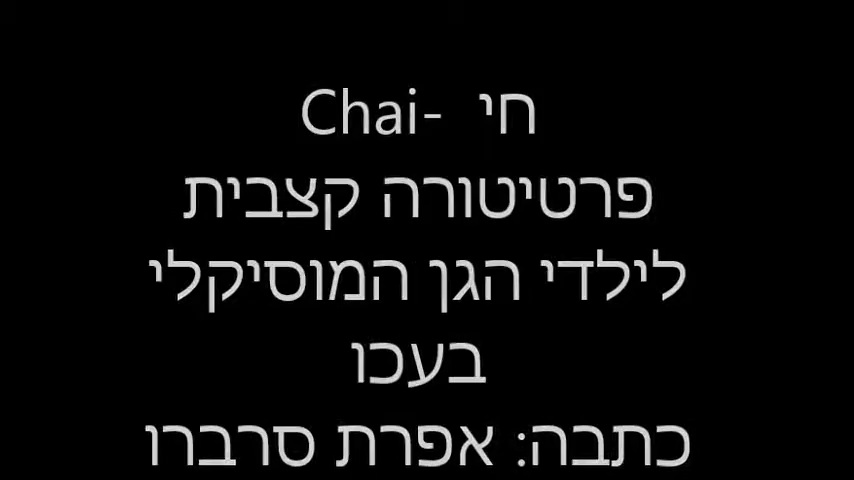 חי -Chai
פרטיטורה קצבית
לילדי הגן המוסיקלי
בעכו
כתבה: אפרת סרברו